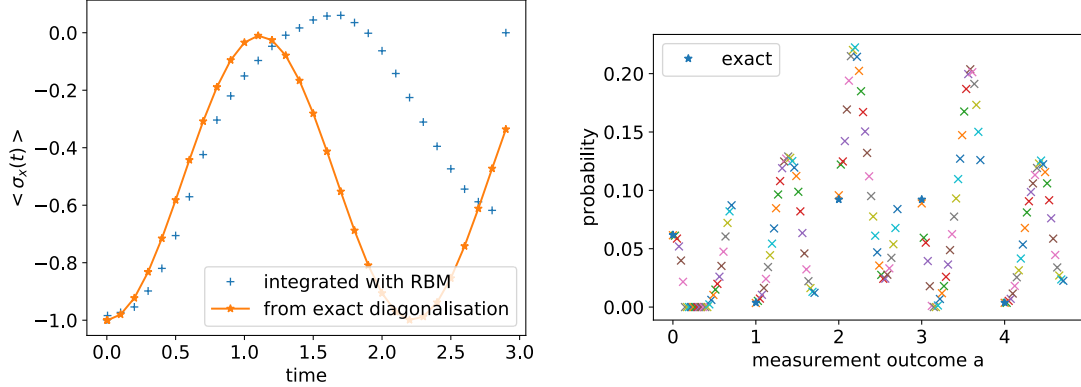 0.0
−0.2
−0.4
−0.6
−0.8
−1.0
< σx(t) >
integrated with RBM
from exact diagonalisation
0.0 0.5 1.0 1.5 2.0 2.5 3.0
time
exact
0.20
0.15
0.10
0.05
0.00
probability
0 1 2 3 4
measurement outcome a